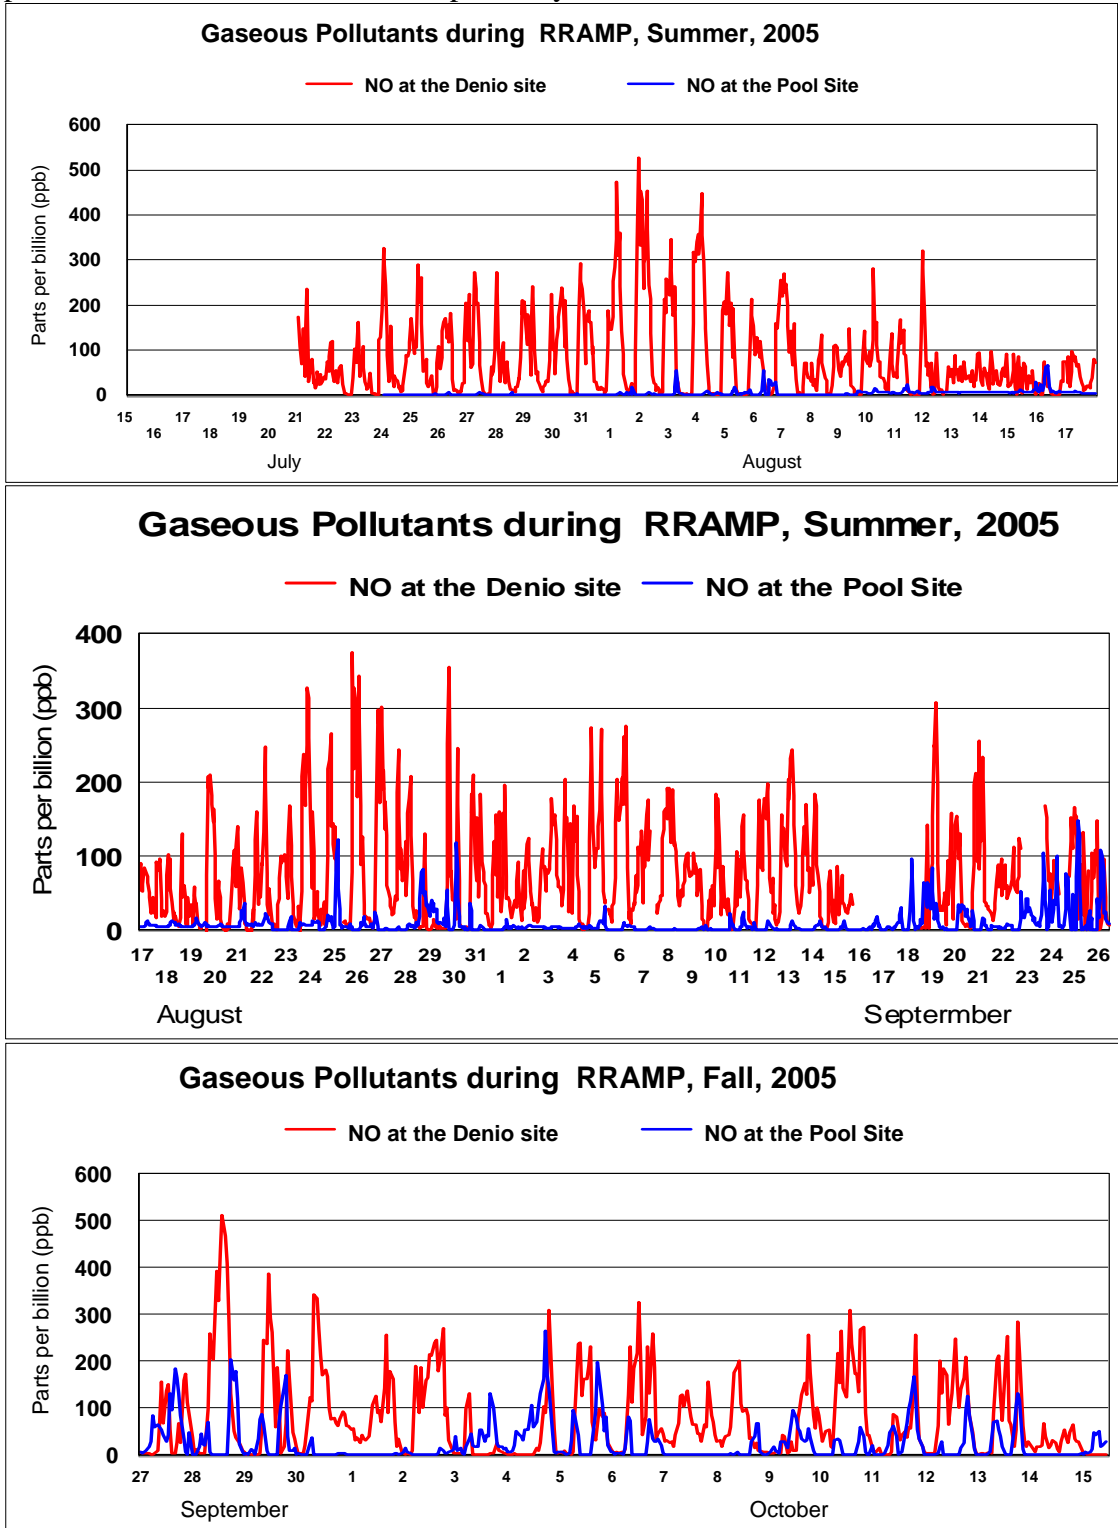 Gaseous Pollutants during RRAMP, Summer, 2005
NO at the Denio site NO at the Pool Site
Parts per billion (ppb)
600
500
400
300
200
100
0
15 17 19 21 23 25 27 29 31 2 4 6 8 10 12 14 16
16 18 20 22 24 26 28 30 1 3 5 7 9 11 13 15 17
July August
Gaseous Pollutants during RRAMP, Summer, 2005
NO at the Denio site NO at the Pool Site
Parts per billion (ppb)
400
300
200
100
0
17 19 21 23 25 27 29 31 2 4 6 8 10 12 14 16 18 20 22 24 26
18 20 22 24 26 28 30 1 3 5 7 9 11 13 15 17 19 21 23 25
August Septermber
Gaseous Pollutants during RRAMP, Fall, 2005
NO at the Denio site NO at the Pool Site
Parts per billion (ppb)
600
500
400
300
200
100
0
27 28 29 30 1 2 3 4 5 6 7 8 9 10 11 12 13 14 15
September October